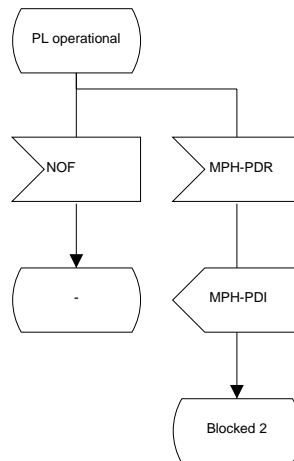 PL operational
NOF
MPH-PDR
-
MPH-PDI
Blocked 2